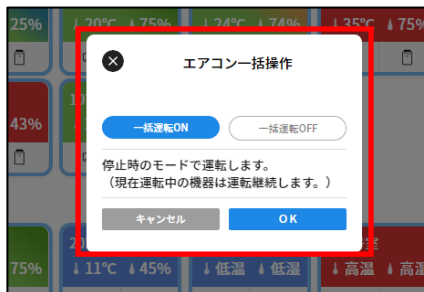 25%
20℃ 75%
24℃ 74%
35℃ 75%
エアコン一括操作
43%
一括運転ON
一括運転OFF
停止時のモードで運転します。
（現在運転中の機器は運転継続します。）
キャンセル
OK
75%
11℃ 45%
低温 低湿
高温 高湿